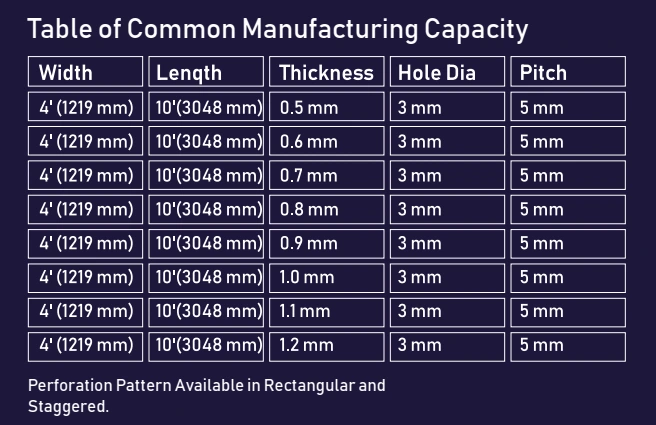 Table of Common Manufacturing Capacity
Width Lenqth Thickness Hole Dia Pitch
4' (1219 mm) 10'(3048 mm) 0.5 mm 3 mm 5 mm
4' (1219 mm) 10'(3048 mm) 0.6 mm 3 mm 5 mm
4' (1219 mm) 10'(3048 mm) 0.7 mm 3 mm 5 mm
4' (1219 mm) 10'(3048 mm) 0.8 mm 3 mm 5 mm
4' (1219 mm) 10'(3048 mm) 0.9 mm 3 mm 5 mm
4' (1219 mm) 10'(3048 mm) 1.0 mm 3 mm 5 mm
4' (1219 mm) 10'(3048 mm) 1.1 mm 3 mm 5 mm
4' (1219 mm) 10'(3048 mm) 1.2 mm 3 mm 5 mm
Perforation Pattern Available in Rectangular and
Staggered.